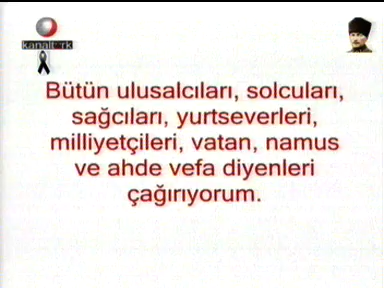 kanaltürk
Bütün ulusalcıları, solcuları,
sağcıları, yurtseverleri,
milliyetçileri, vatan, namus
ve ahde vefa diyenleri
çağırıyorum.